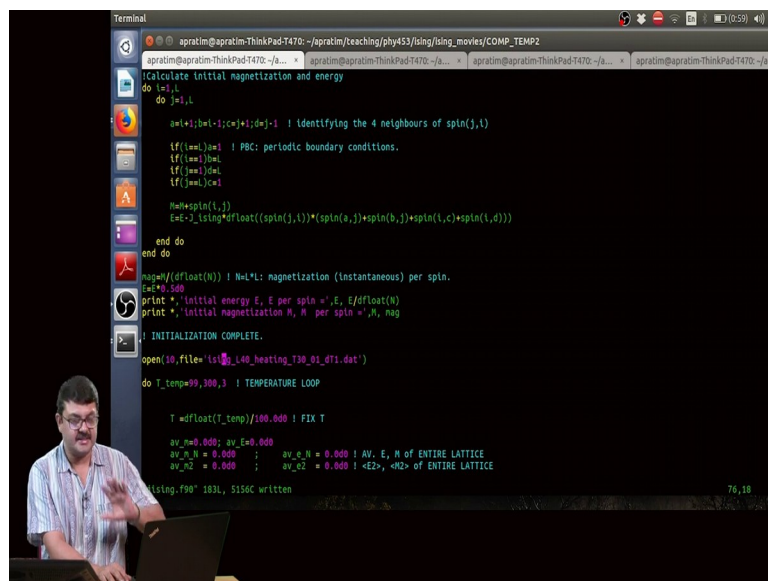 Terminal
En (0:59)
apratim@apratim-ThinkPad-T470: ~/apratim/teaching/phy453/ising/ising_movies/COMP_TEMP2
apratim@apratim-ThinkPad-T470: ~/a... × apratim@apratim-ThinkPad-T470: ~/a... × apratim@apratim-ThinkPad-T470: ~/a... × apratim@apratim-ThinkPad-T470: ~/a
!Calculate initial magnetization and energy
do i=1,L
do j=1,L
a=i+1;b=i-1;c=j+1;d=j-1 ! identifying the 4 neighbours of spin(j,i)
if(i==L)a=1 ! PBC: periodic boundary conditions.
if(i==1)b=L
if(j==1)d=L
if(j==L)c=1
M=M+spin(i,j)
E=E-J_ising*dfloat((spin(j,i))*(spin(a,j)+spin(b,j)+spin(i,c)+spin(i,d)))
end do
end do
mag=M/(dfloat(N)) ! N=L*L: magnetization (instantaneous) per spin.
E=E*0.5d0
print *,'initial energy E, E per spin =',E, E/dfloat(N)
print *,'initial magnetization M, M per spin =',M, mag
! INITIALIZATION COMPLETE.
open(10,file='ising_L40_heating_T30_01_dT1.dat')
do T_temp=99,300,3 ! TEMPERATURE LOOP
T =dfloat(T_temp)/100.0d0 ! FIX T
av_m=0.0d0; av_E=0.0d0
av_m_N = 0.0d0 ; av_e_N = 0.0d0 ! AV. E, M of ENTIRE LATTICE
av_m2 = 0.0d0 ; av_e2 = 0.0d0 ! <E2>, <M2> of ENTIRE LATTICE
ising.f90" 183L, 5156C written 76,18